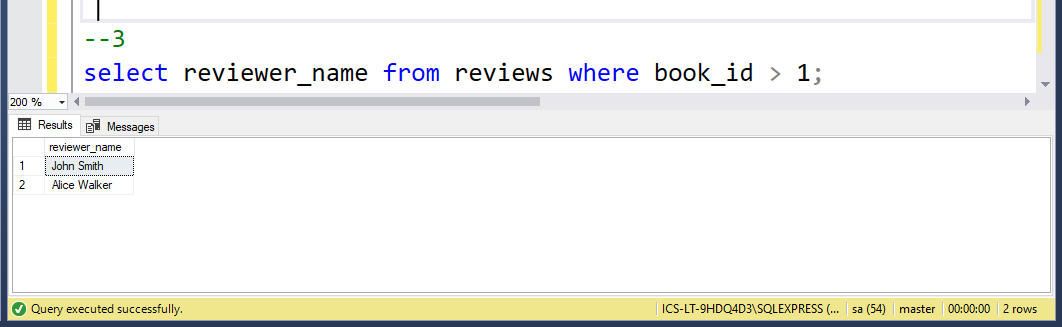 --3
select reviewer_name from reviews where book_id > 1;
200 %
Results Messages
reviewer_name
1 John Smith
2 Alice Walker
Query executed successfully. ICS-LT-9HDQ4D3\SQLEXPRESS (... sa (54) master 00:00:00 2 rows